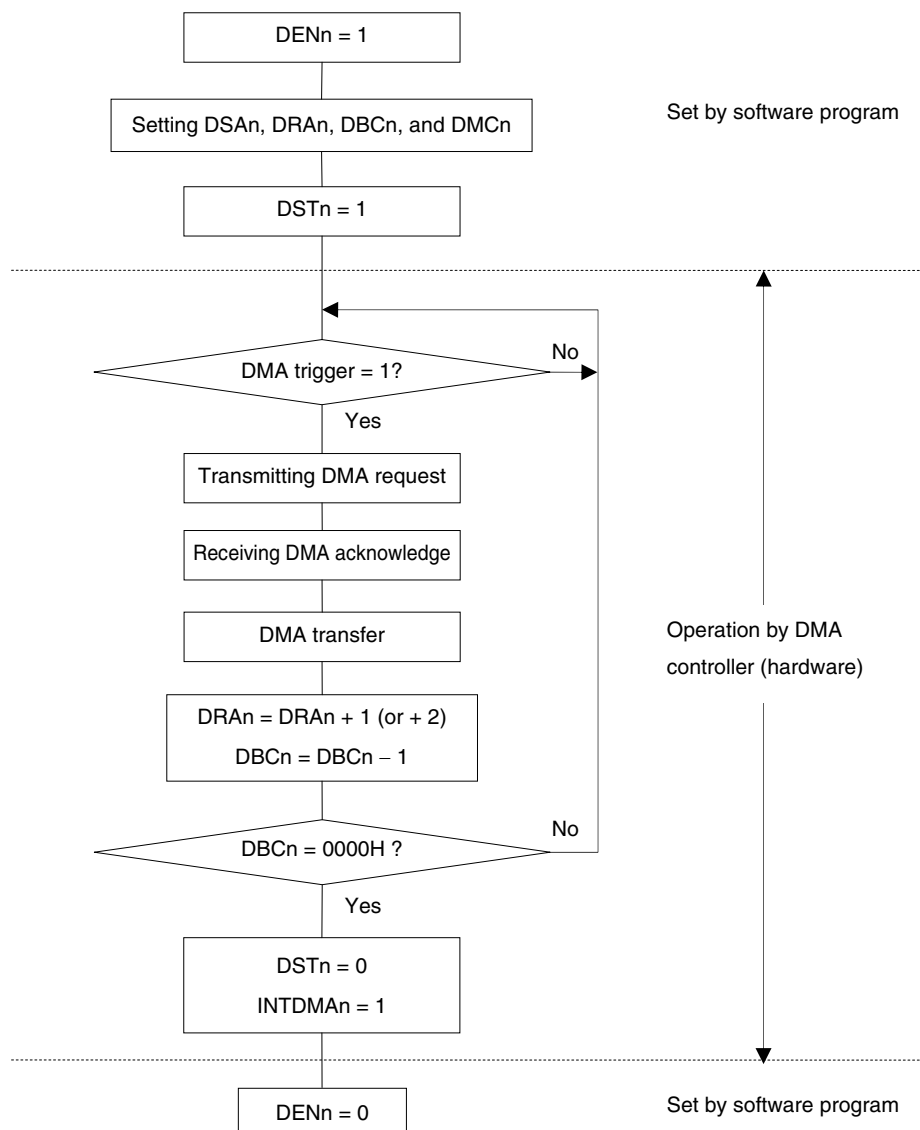 DENn = 1
Setting DSAn, DRAn, DBCn, and DMCn
Set by software program
DSTn = 1
DMA trigger = 1?
No
Yes
Transmitting DMA request
Receiving DMA acknowledge
DMA transfer
Operation by DMA
controller (hardware)
DRAn = DRAn + 1 (or + 2)
DBCn = DBCn − 1
DBCn = 0000H ?
No
Yes
DSTn = 0
INTDMAn = 1
DENn = 0
Set by software program